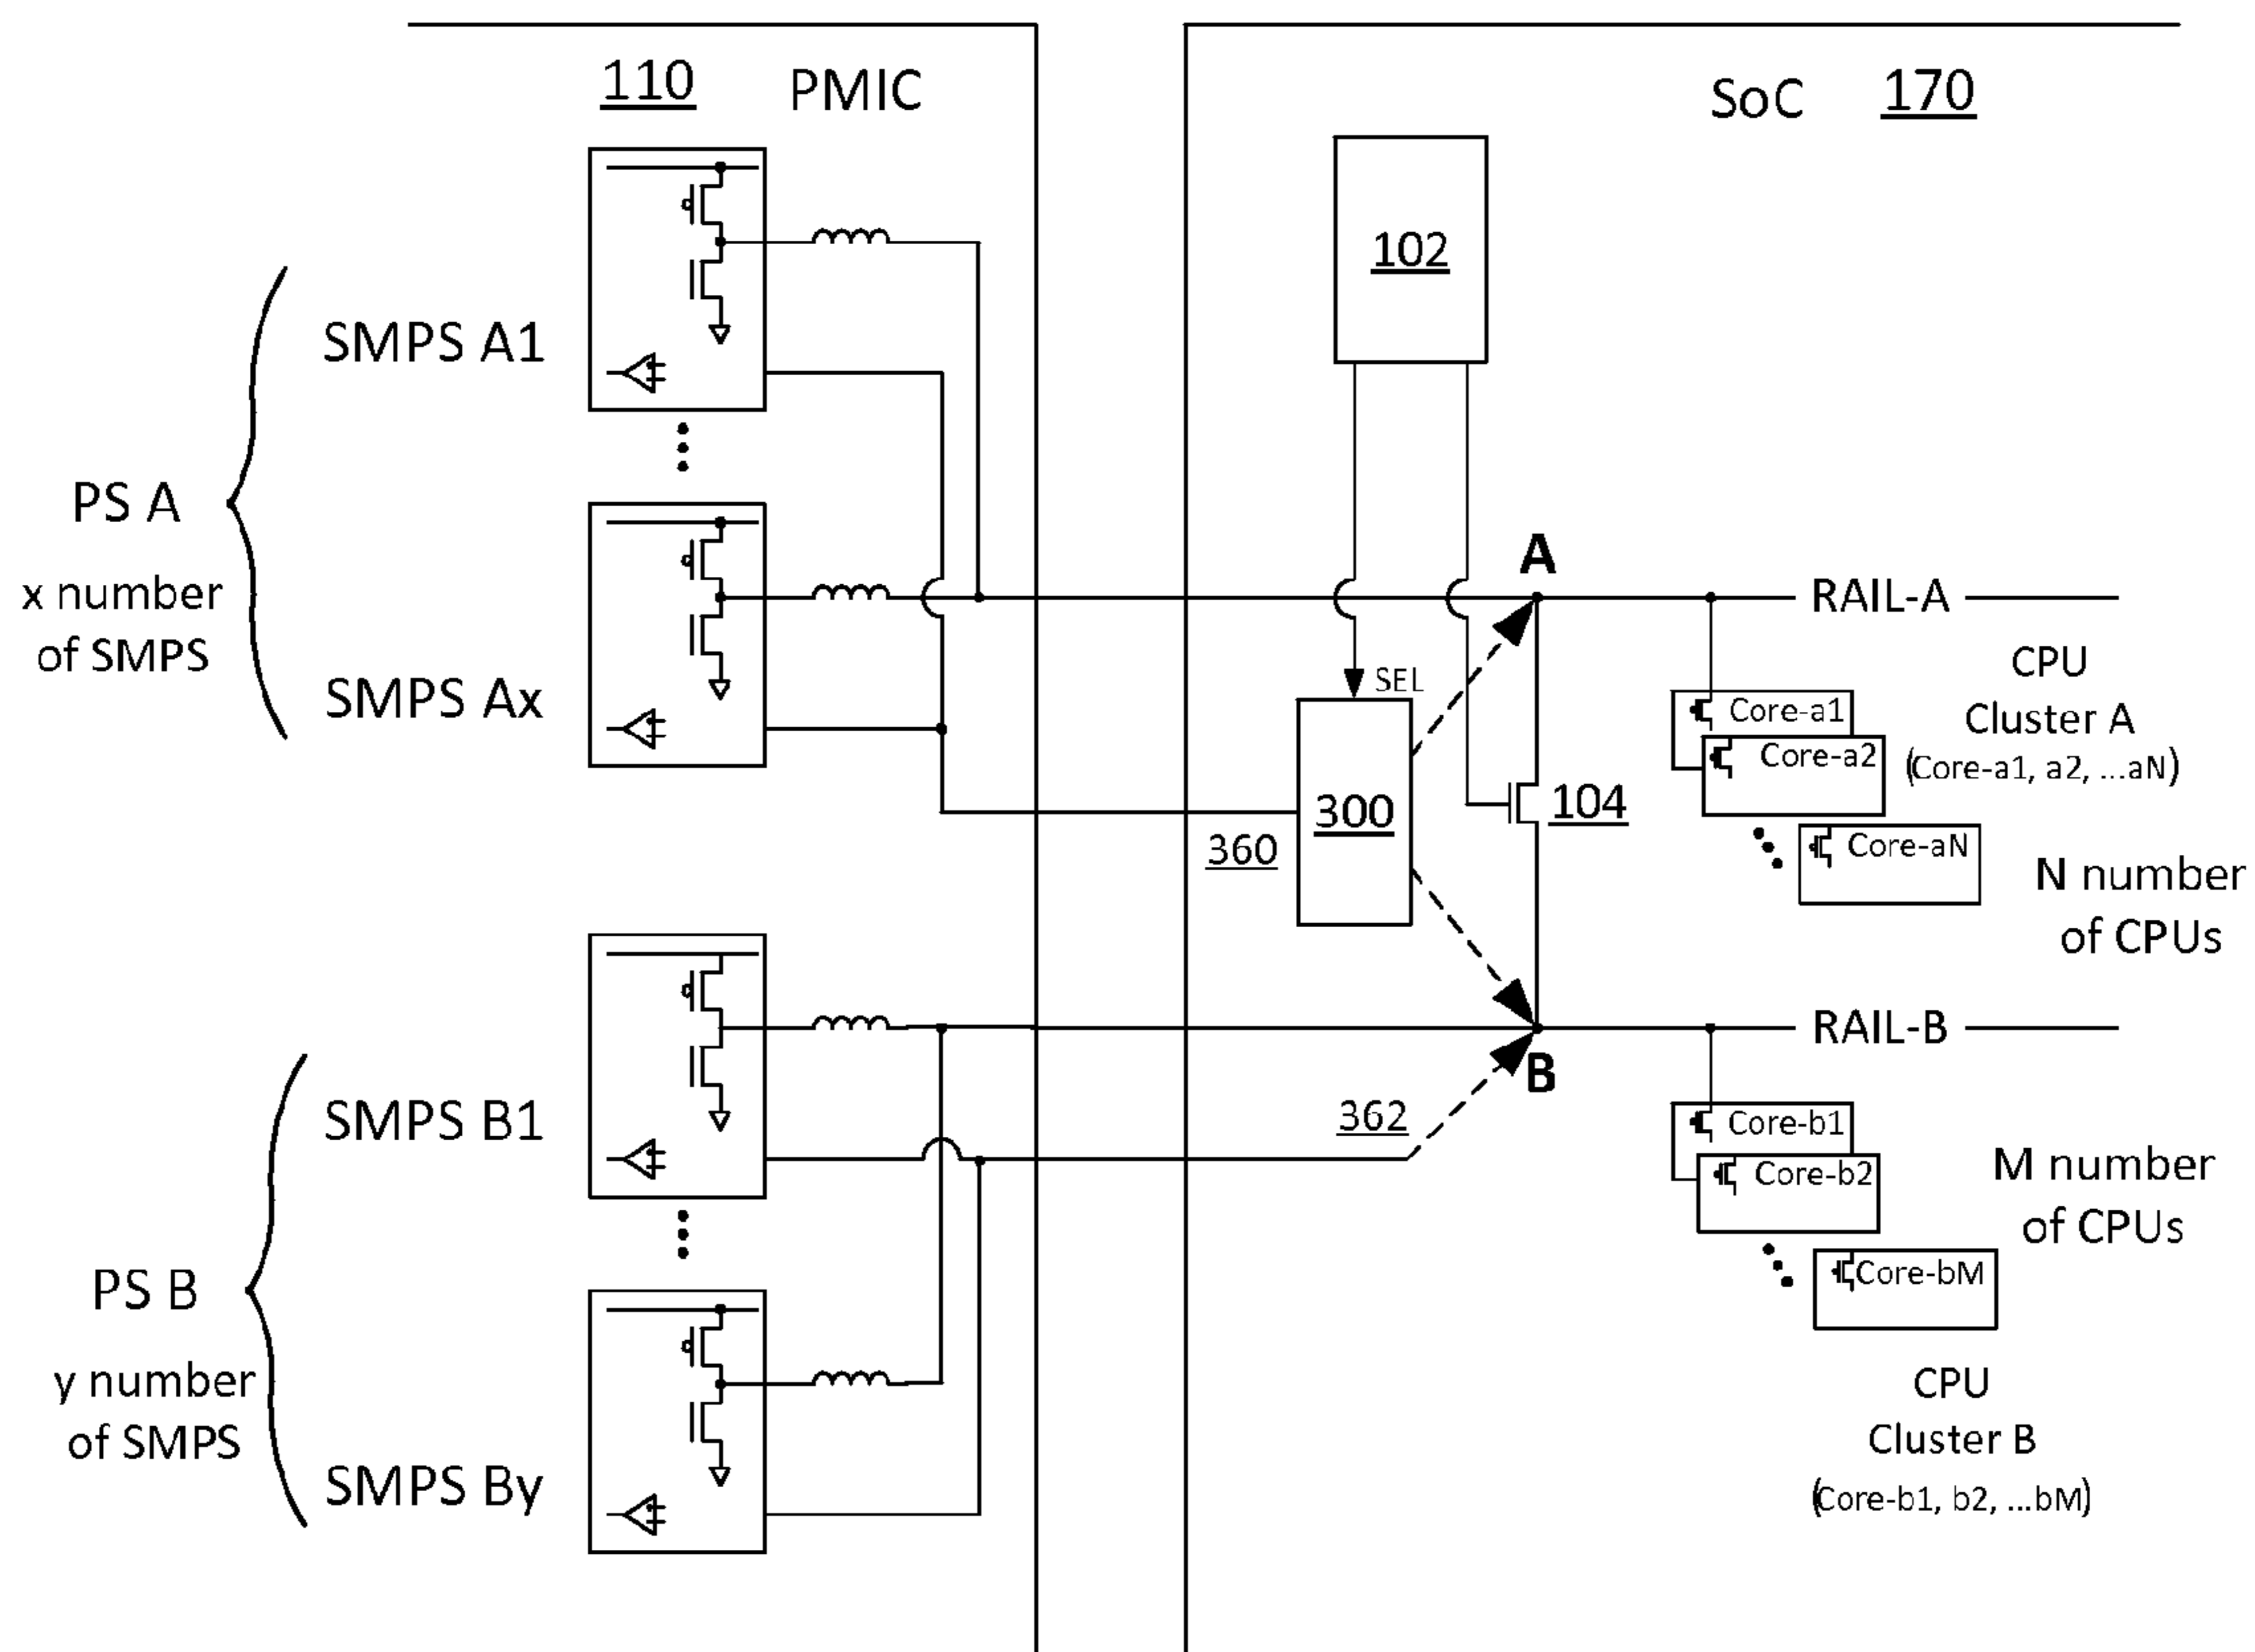 110 PMIC
SoC 170
SMPS A1
102
PS A
x number
of SMPS
SMPS Ax
A
RAIL-A
SEL
CPU
Cluster A
(Core-a1, a2, ...aN)
Core-a1
Core-a2
Core-aN
300
104
360
N number
of CPUs
RAIL-B
B
SMPS B1
362
Core-b1
Core-b2
Core-bM
M number
of CPUs
PS B
y number
of SMPS
SMPS By
CPU
Cluster B
(Core-b1, b2, ...bM)